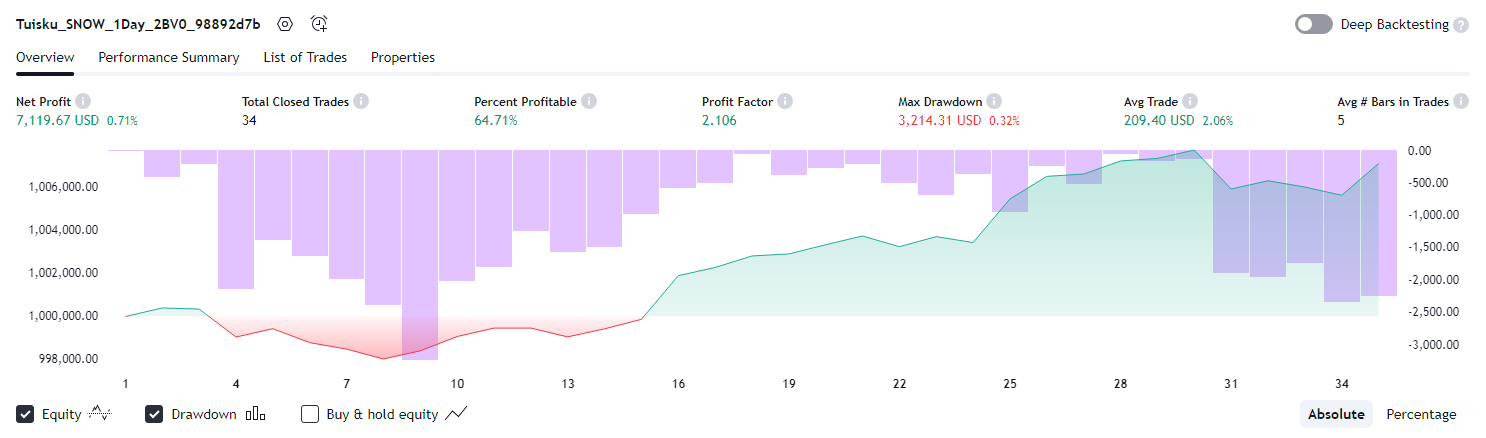 Tuisku_SNOW_1Day_2BV0_98892d7b
Deep Backtesting ?
Overview Performance Summary List of Trades Properties
Net Profit Total Closed Trades Percent Profitable Profit Factor Max Drawdown Avg Trade Avg # Bars in Trades
7,119.67 USD 0.71% 34 64.71% 2.106 3,214.31 USD 0.32% 209.40 USD 2.06% 5
0.00
1,006,000.00 -500.00
-1,000.00
1,004,000.00 -1,500.00
1,002,000.00 -2,000.00
1,000,000.00 -2,500.00
998,000.00 -3,000.00
1 4 7 10 13 16 19 22 25 28 31 34
Equity Drawdown Buy & hold equity Absolute Percentage